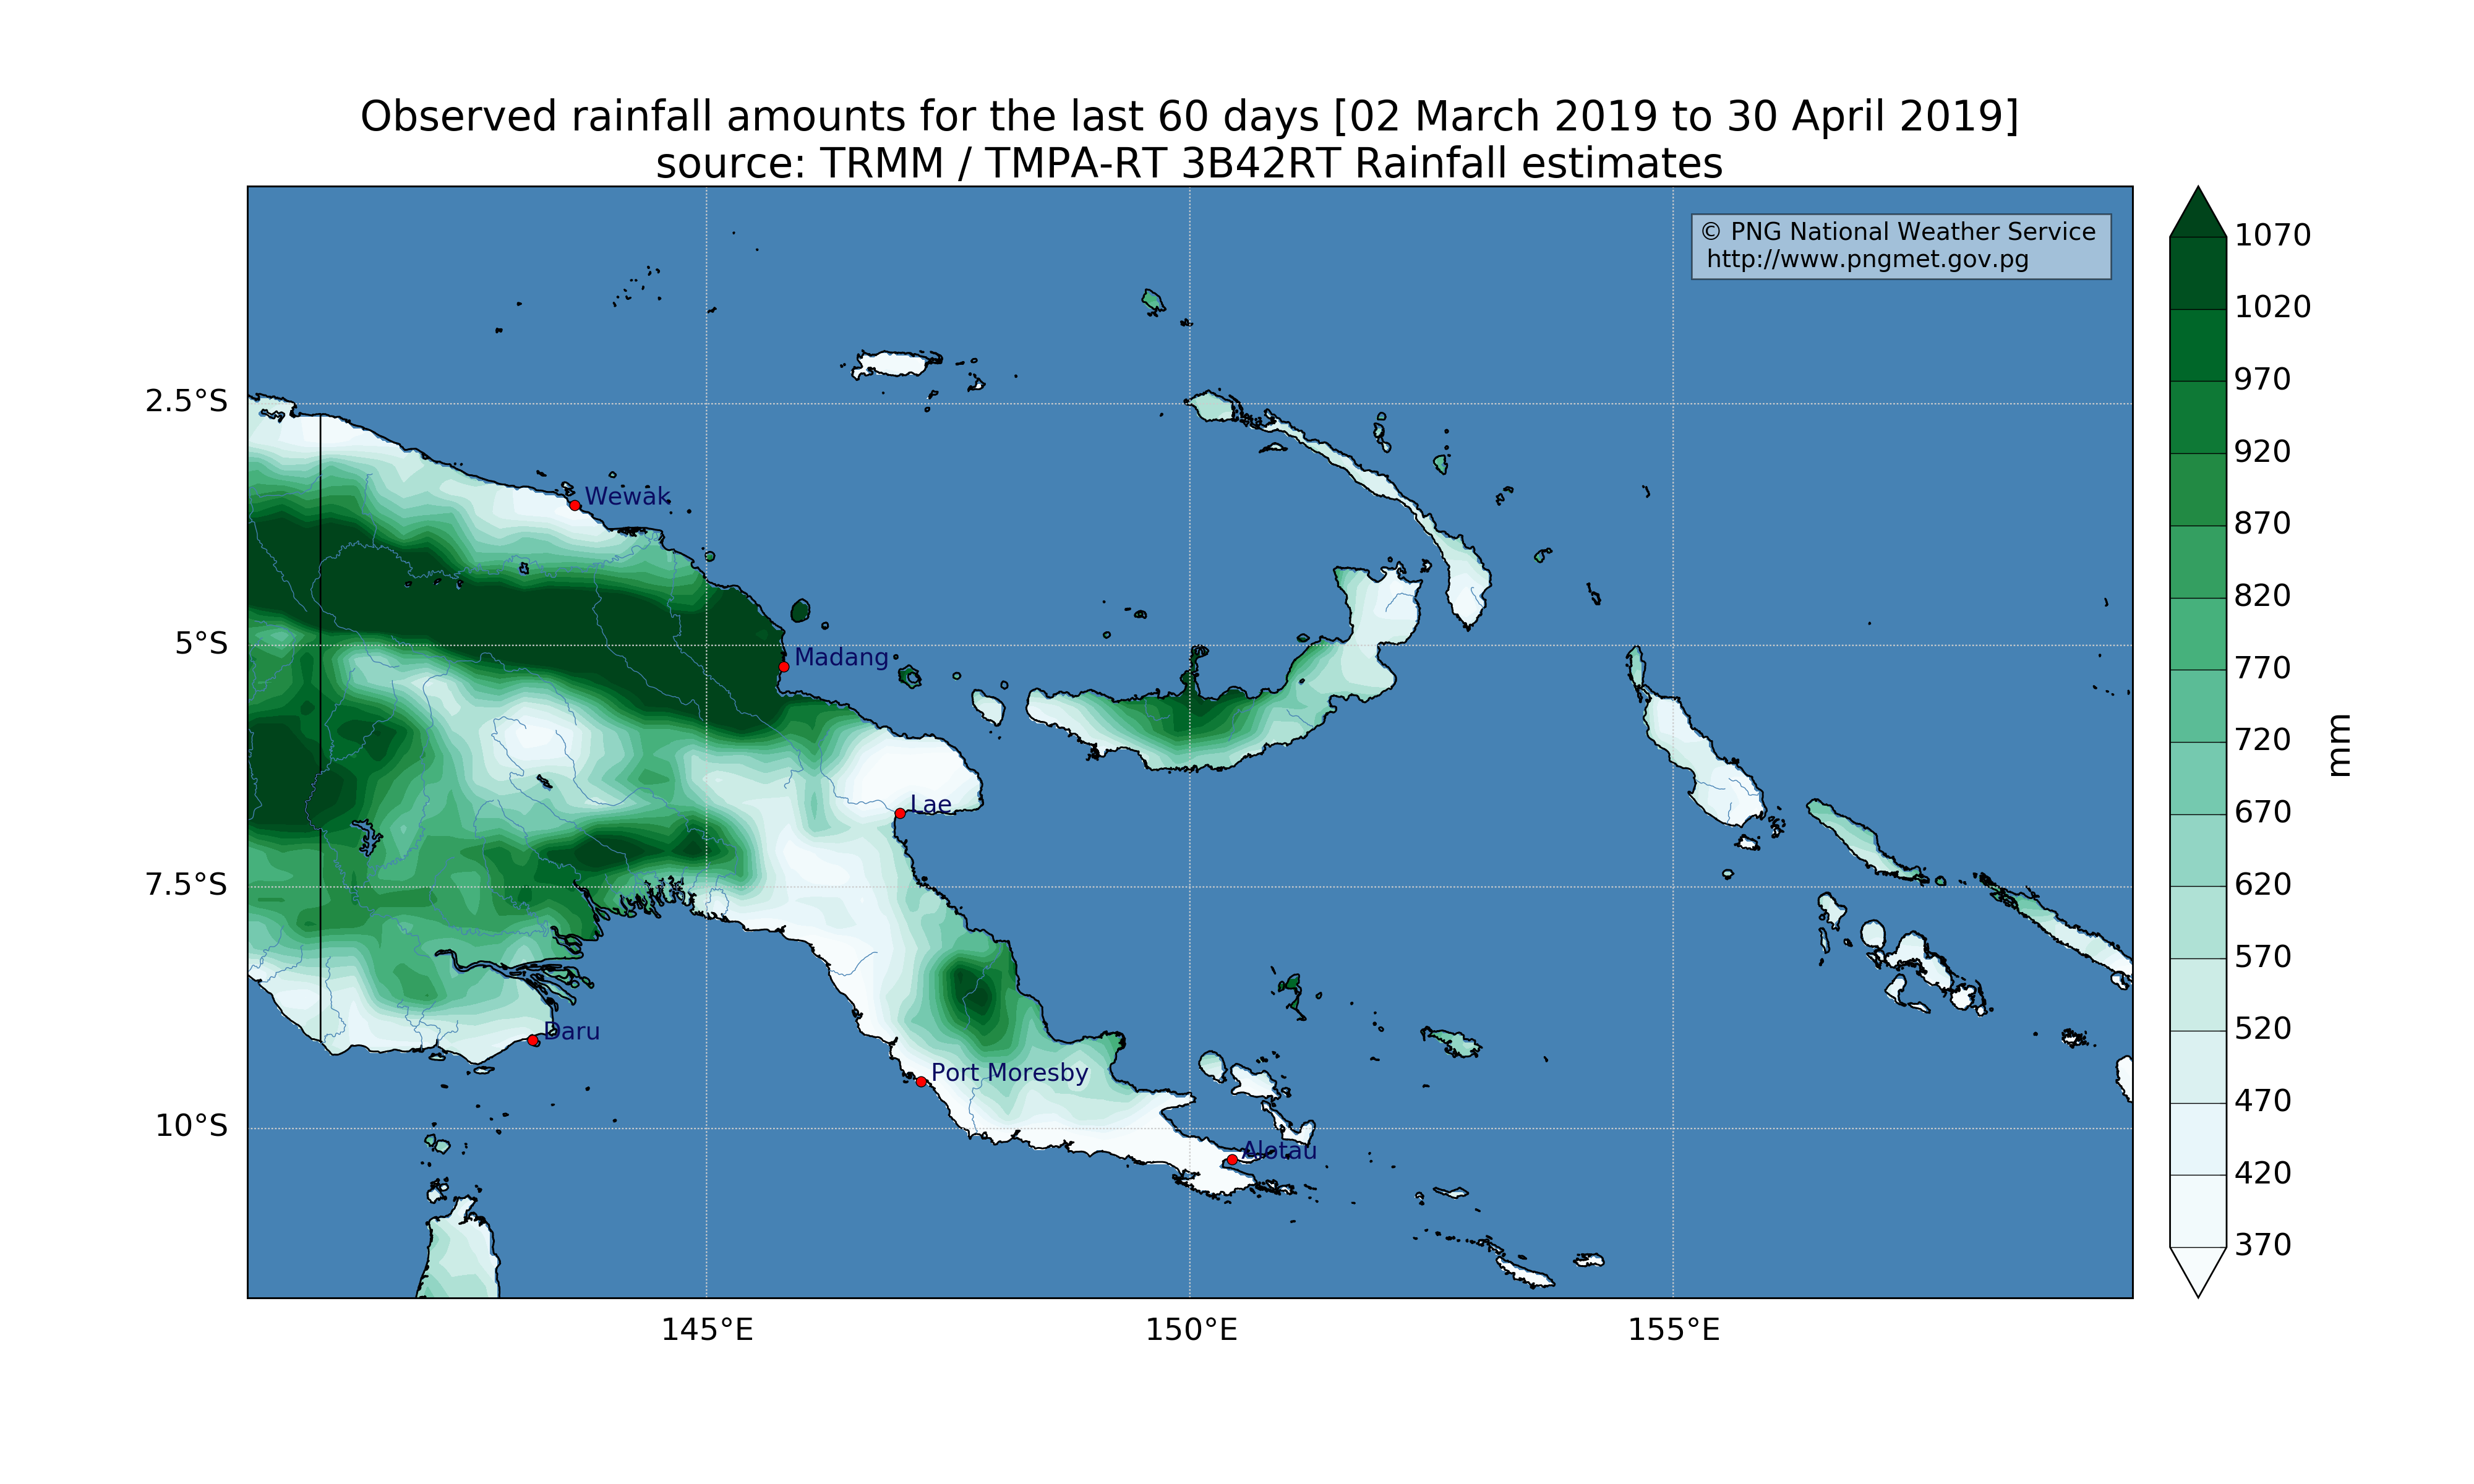 Observed rainfall amounts for the last 60 days [02 March 2019 to 30 April 2019]
source: TRMM / TMPA-RT 3B42RT Rainfall estimates
© PNG National Weather Service
http://www.pngmet.gov.pg
2.5°S
5°S
7.5°S
10°S
Wewak
Madang
Lae
Daru
Port Moresby
Alotau
145°E
150°E
155°E
1070
1020
970
920
870
820
770
720
670
620
570
520
470
420
370
mm